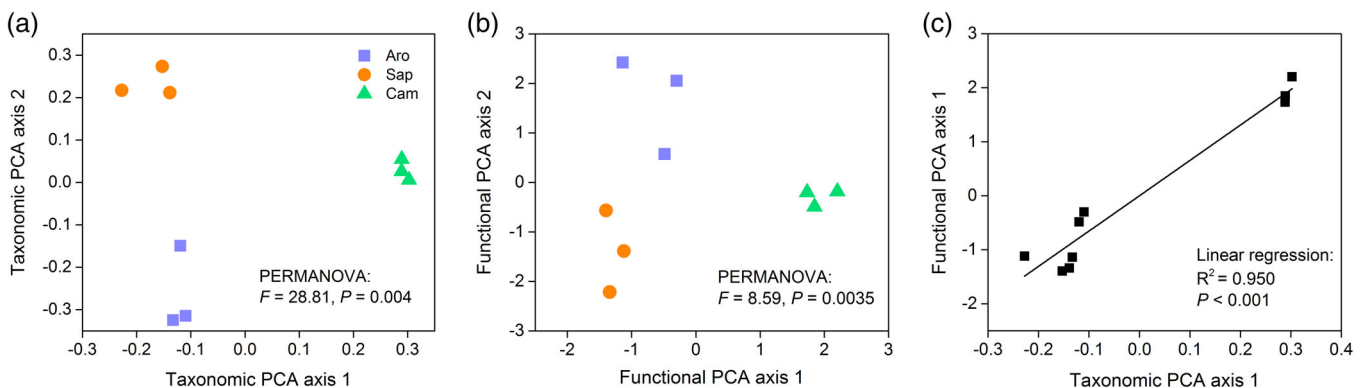 (a)
Taxonomic PCA axis 2
0.3
0.2
0.1
0.0
-0.1
-0.2
-0.3
Aro
Sap
Cam
PERMANOVA:
F = 28.81, P = 0.004
-0.3 -0.2 -0.1 0.0 0.1 0.2 0.3
Taxonomic PCA axis 1
(b)
Functional PCA axis 2
3
2
1
0
-1
-2
-3
PERMANOVA:
F = 8.59, P = 0.0035
-2 -1 0 1 2 3
Functional PCA axis 1
(c)
Functional PCA axis 1
2
1
0
-1
-2
Linear regression:
R² = 0.950
P < 0.001
-0.3 -0.2 -0.1 0.0 0.1 0.2 0.3 0.4
Taxonomic PCA axis 1